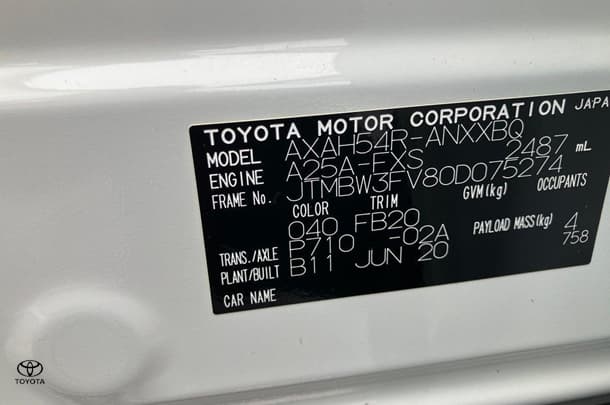 TOYOTA MOTOR CORPORATION JAPA
MODEL AXAH54R-ANXXBQ
ENGINE A25A-FXS 2487 mL
FRAME No. JTMBW3FV80D075274
COLOR TRIM GVM(kg) OCCUPANTS
040 FB20
TRANS./AXLE P710 -02A PAYLOAD MASS(kg) 4
PLANT/BUILT B11 JUN 20 758
CAR NAME
TOYOTA